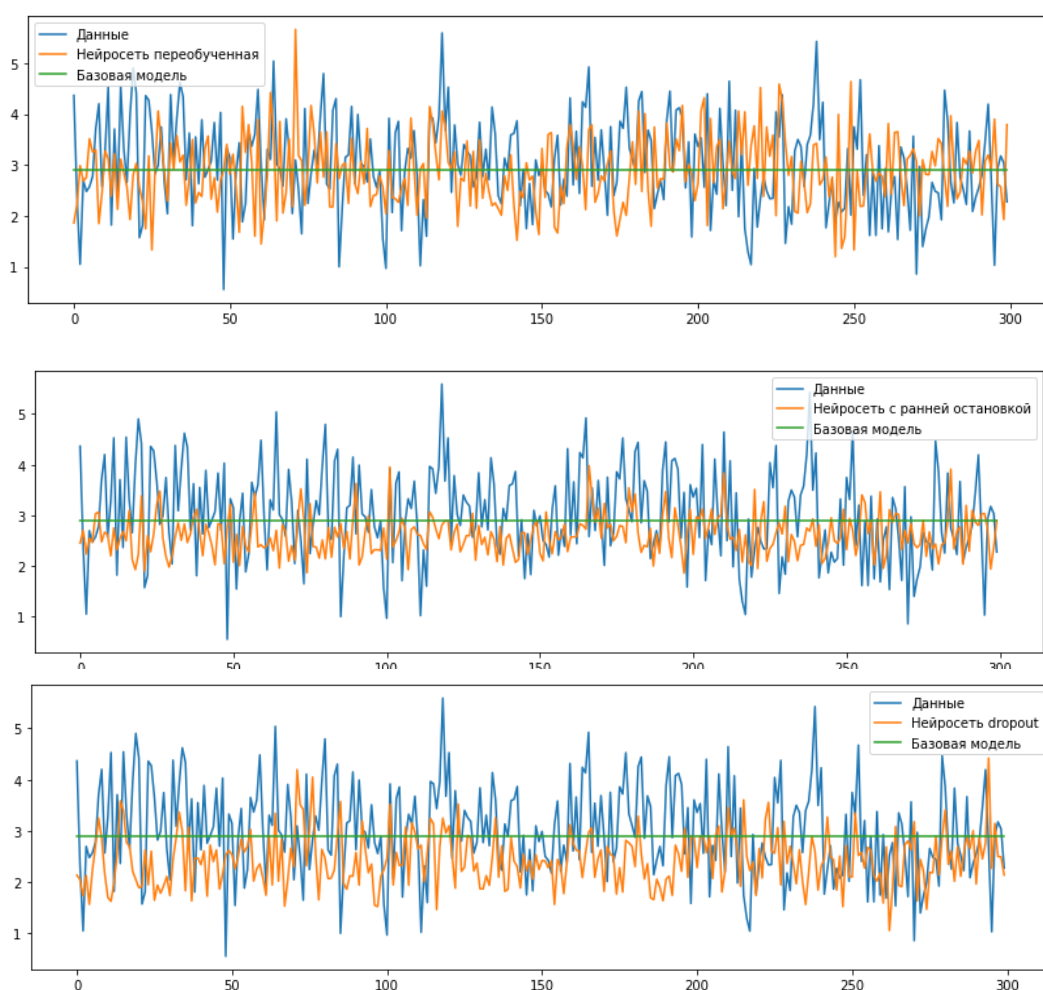 Данные
Нейросеть переобученная
Базовая модель
5
4
3
2
1
0 50 100 150 200 250 300
Данные
Нейросеть с ранней остановкой
Базовая модель
5
4
3
2
1
0 50 100 150 200 250 300
Данные
Нейросеть dropout
Базовая модель
5
4
3
2
1
0 50 100 150 200 250 300